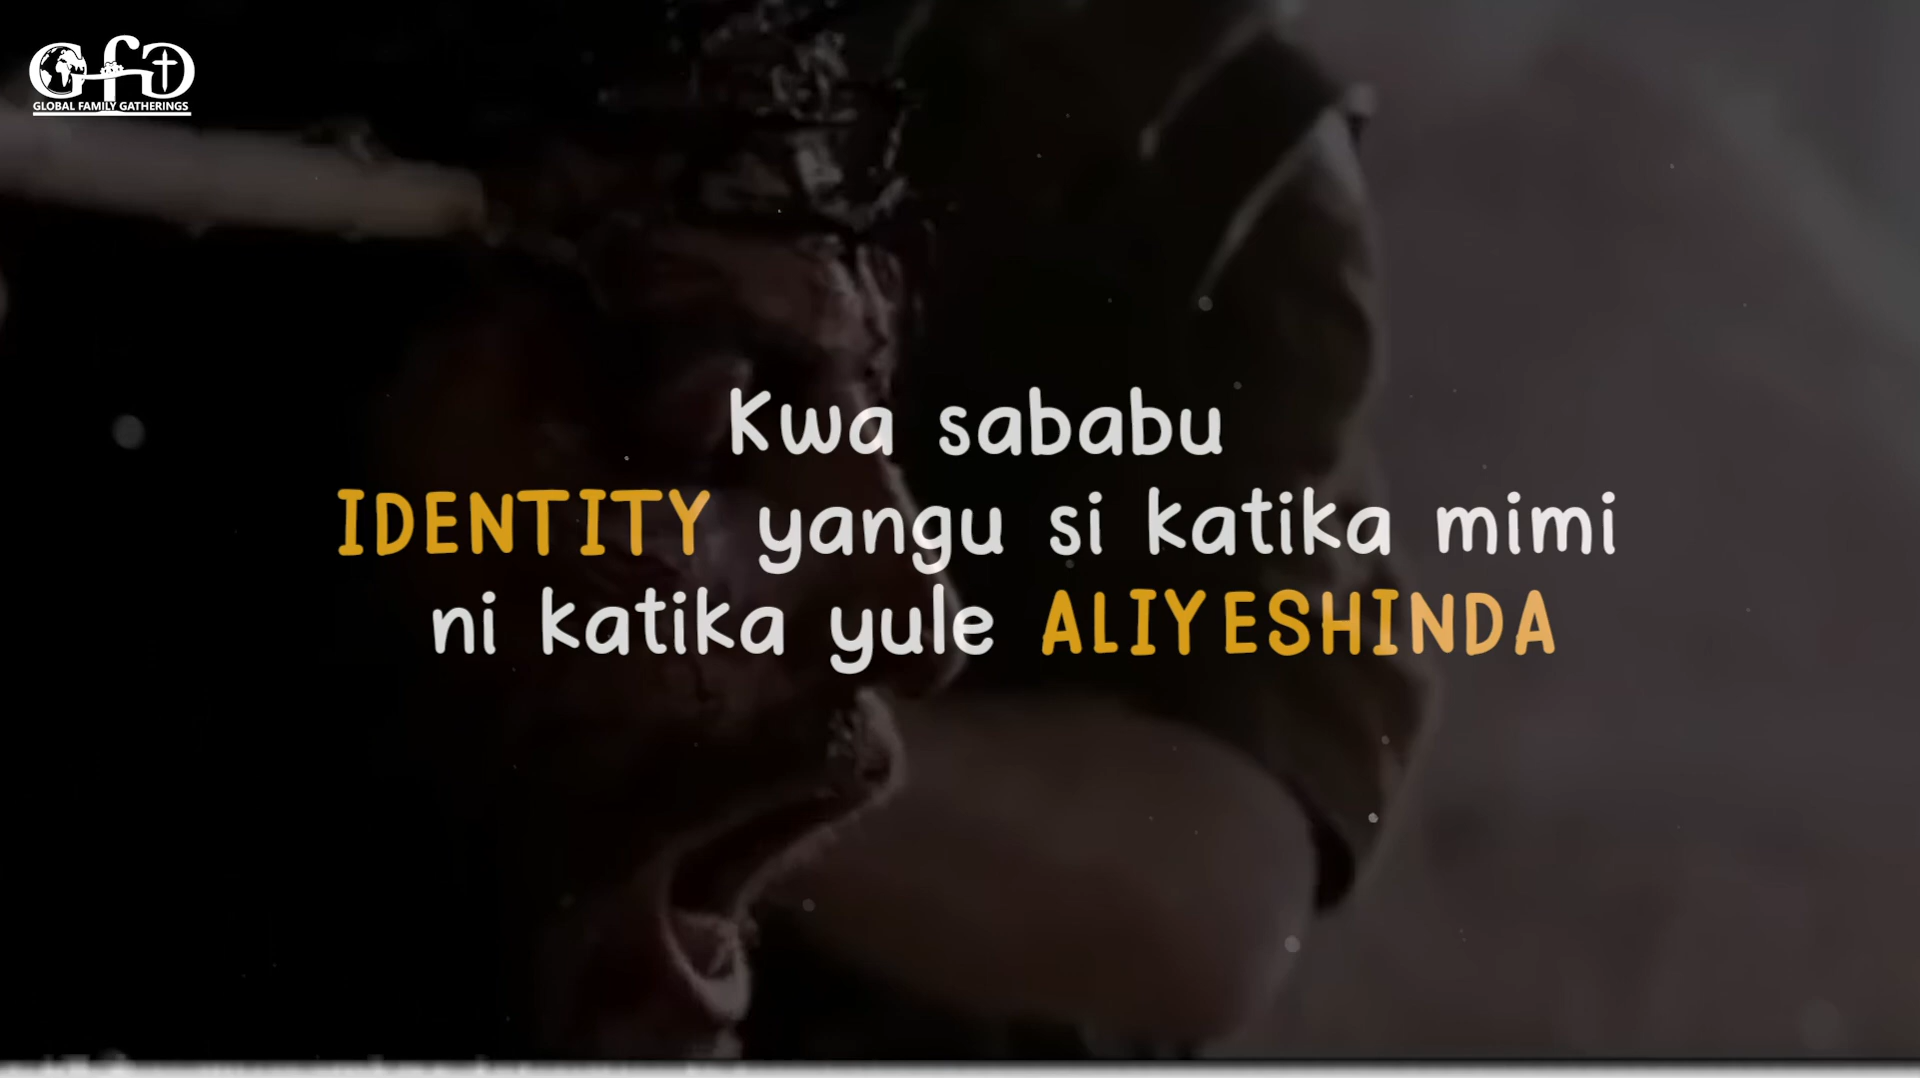 GfG
GLOBAL FAMILY GATHERINGS
Kwa sababu
IDENTITY yangu si katika mimi
ni katika yule ALIYESHINDA